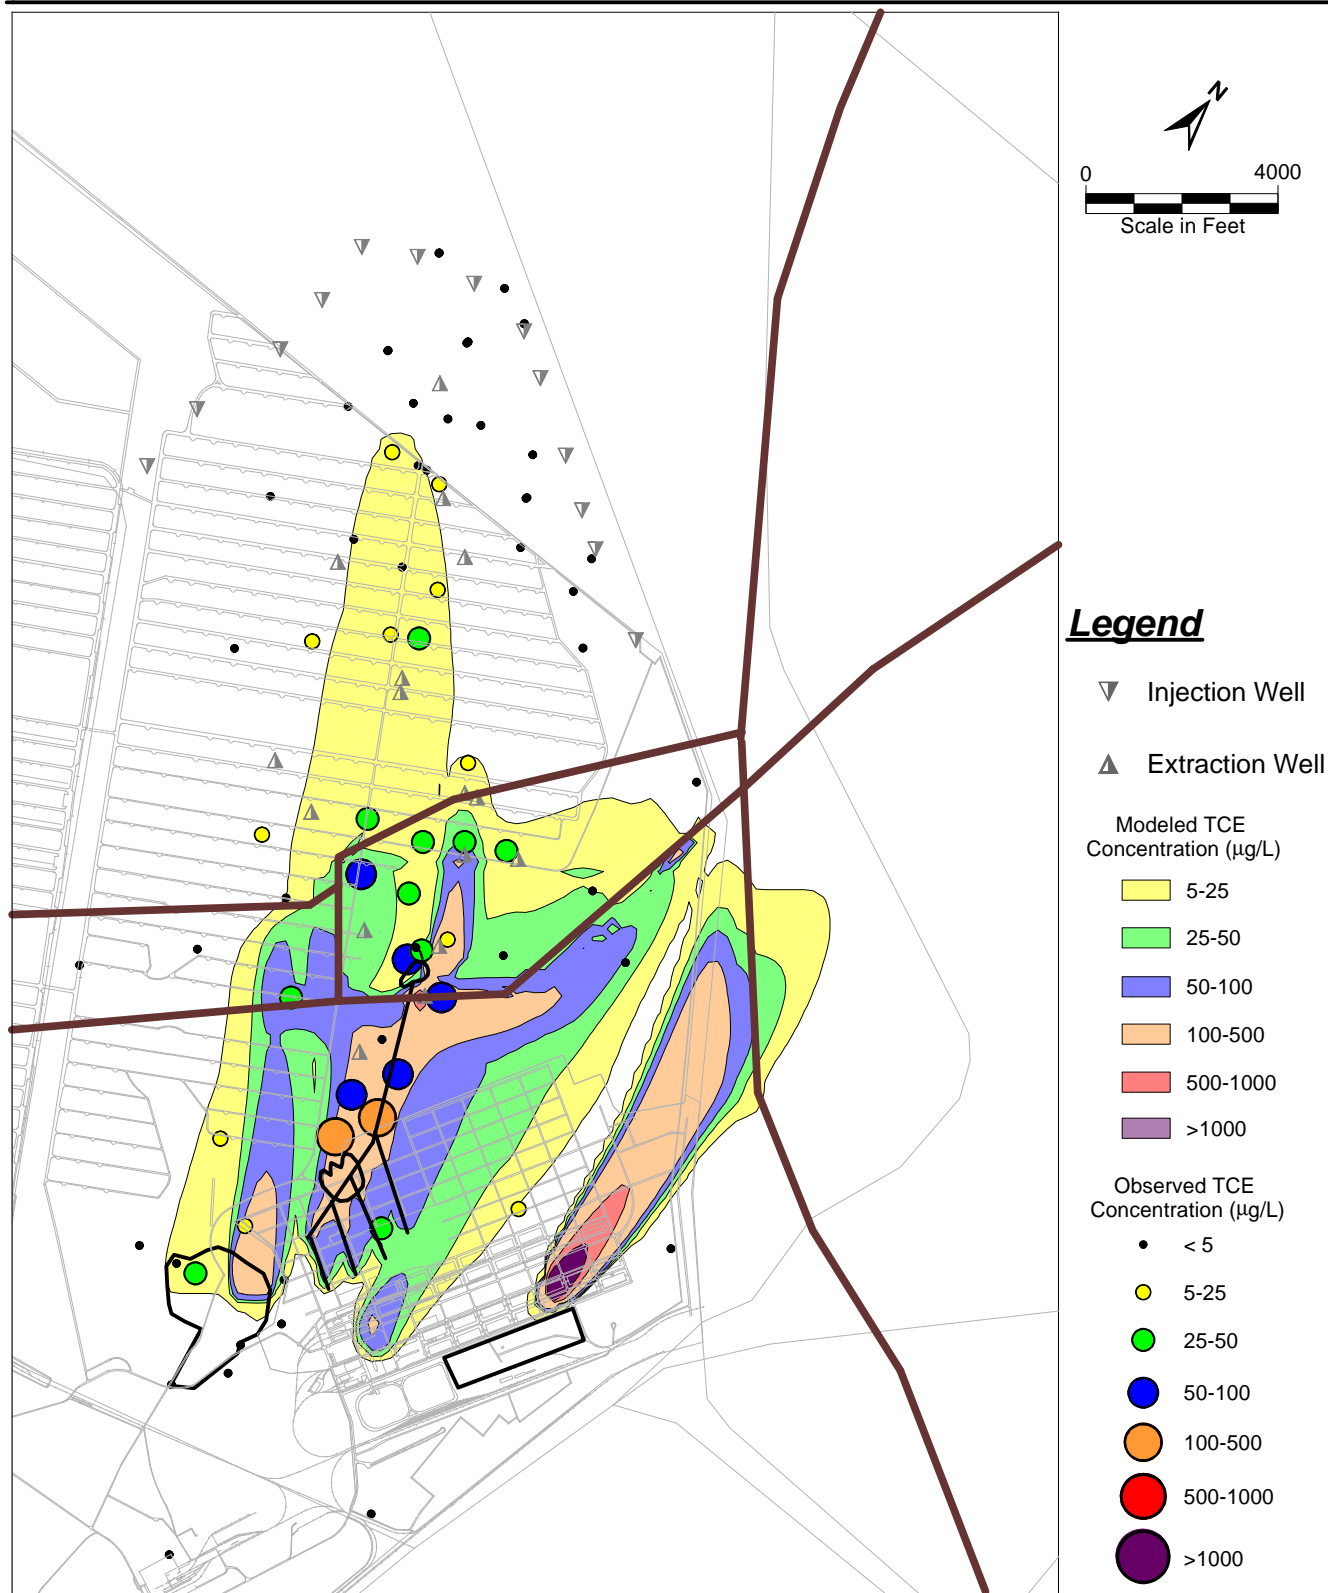 N
0 4000
Scale in Feet
Legend
Injection Well
Extraction Well
Modeled TCE
Concentration (µg/L)
5-25
25-50
50-100
100-500
500-1000
>1000
Observed TCE
Concentration (µg/L)
< 5
5-25
25-50
50-100
100-500
500-1000
>1000